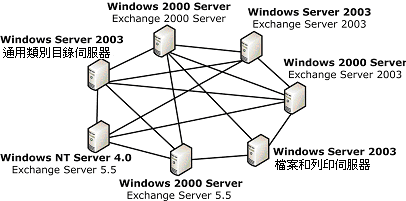 Windows 2000 Server
Exchange 2000 Server
Windows Server 2003
Exchange Server 2003
Windows Server 2003
通用類別目錄伺服器
Windows 2000 Server
Exchange Server 2003
Windows NT Server 4.0
Exchange Server 5.5
Windows 2000 Server
Exchange Server 5.5
Windows Server 2003
檔案和列印伺服器